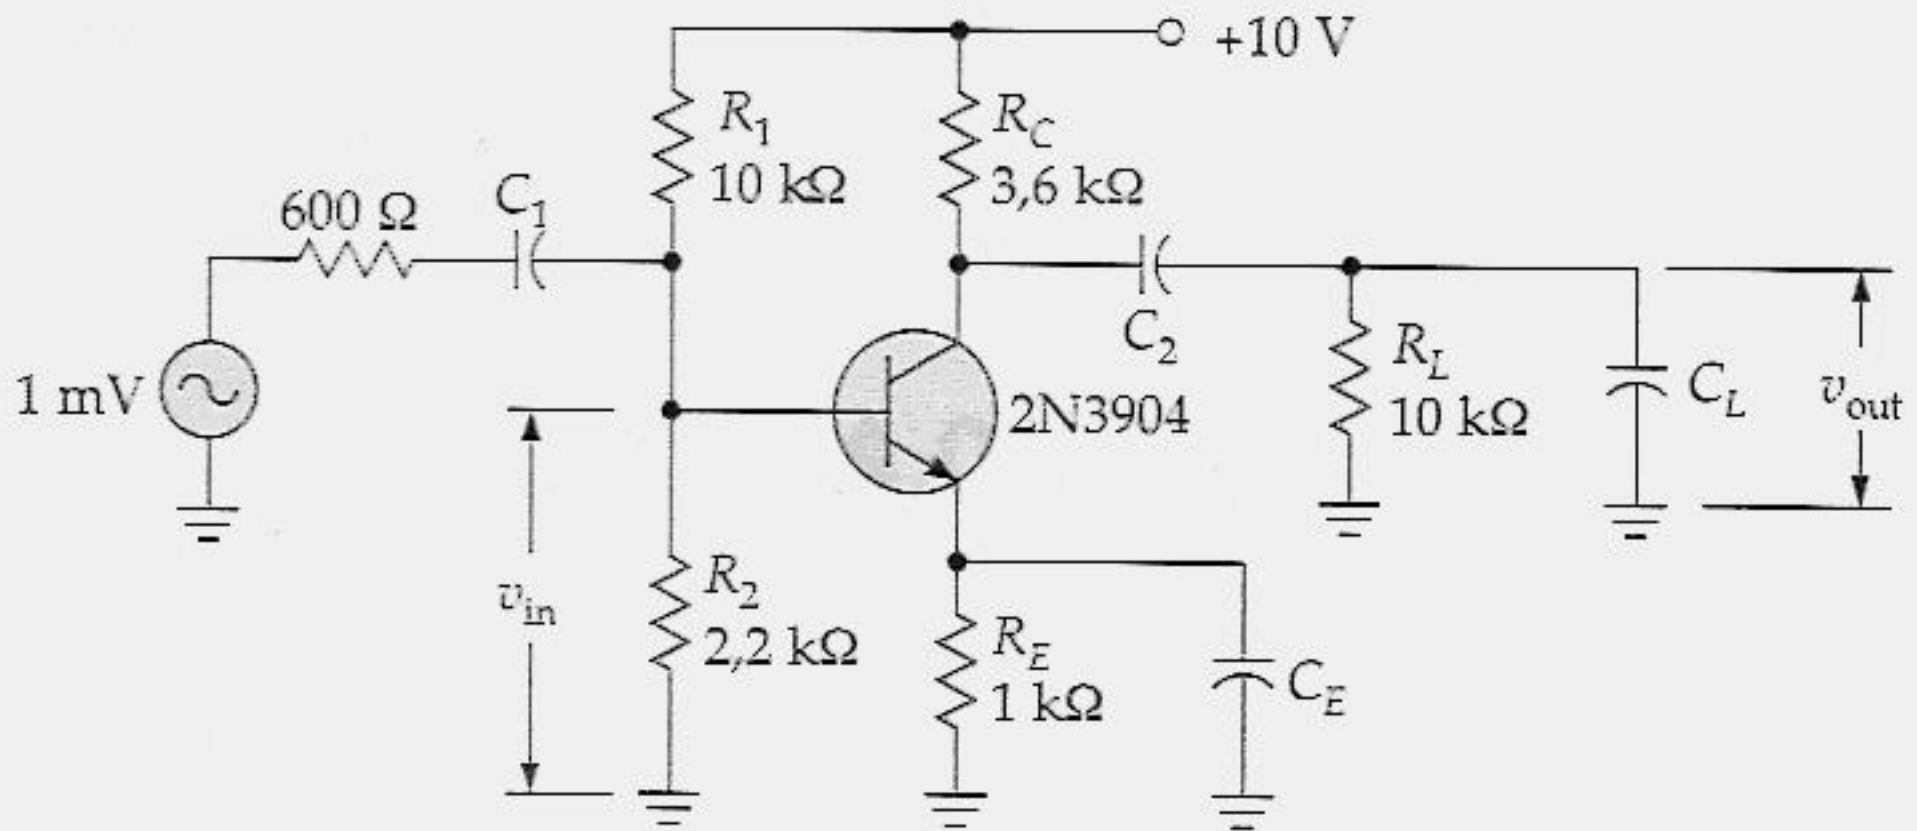 +10 V
R1
10 kΩ
RC
3,6 kΩ
600 Ω
C1
C2
1 mV
2N3904
RL
10 kΩ
CL
vout
vin
R2
2,2 kΩ
RE
1 kΩ
CE